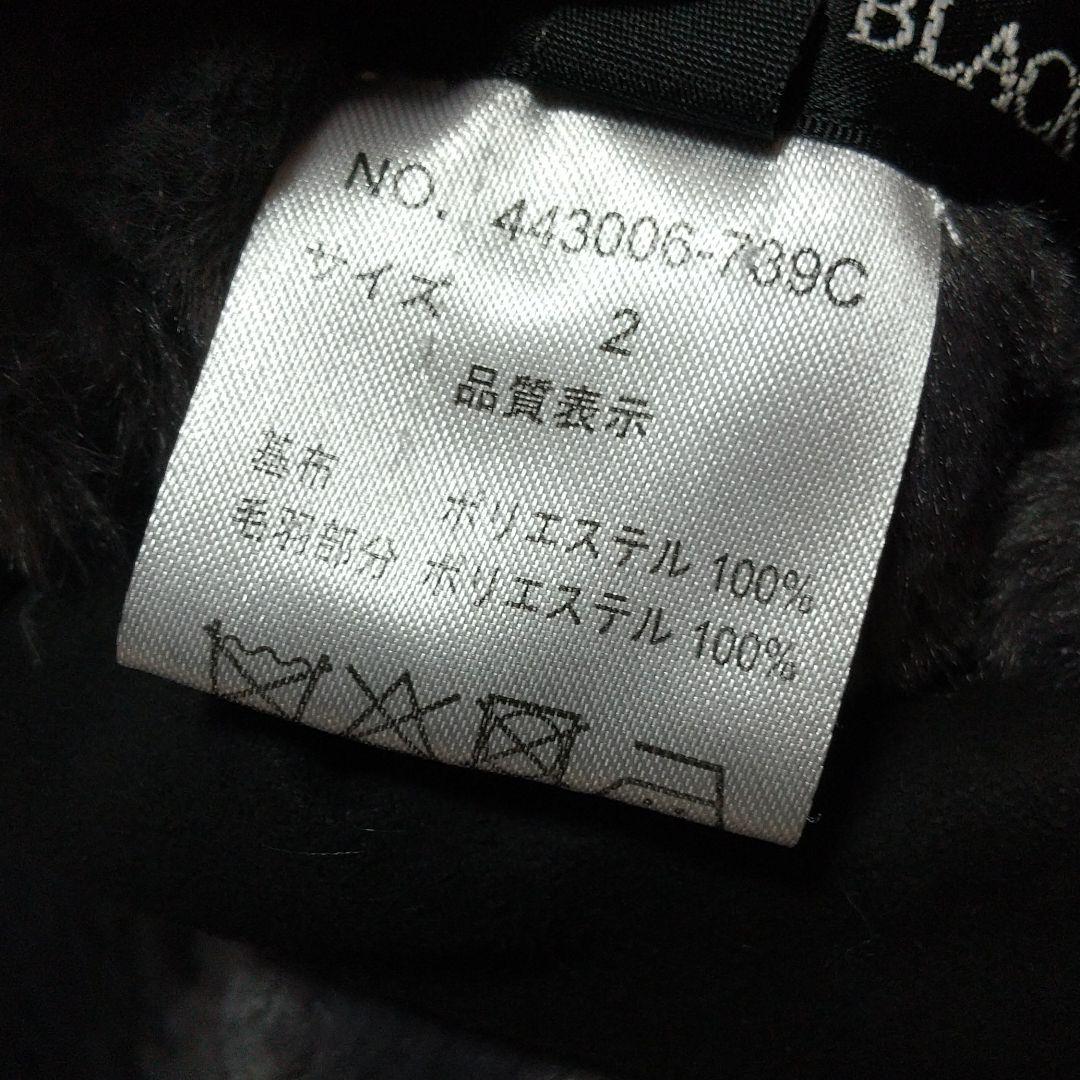 BLACK
NO. 443006-739C
サイズ 2
品質表示
基布 ポリエステル 100%
毛羽部分 ポリエステル 100%